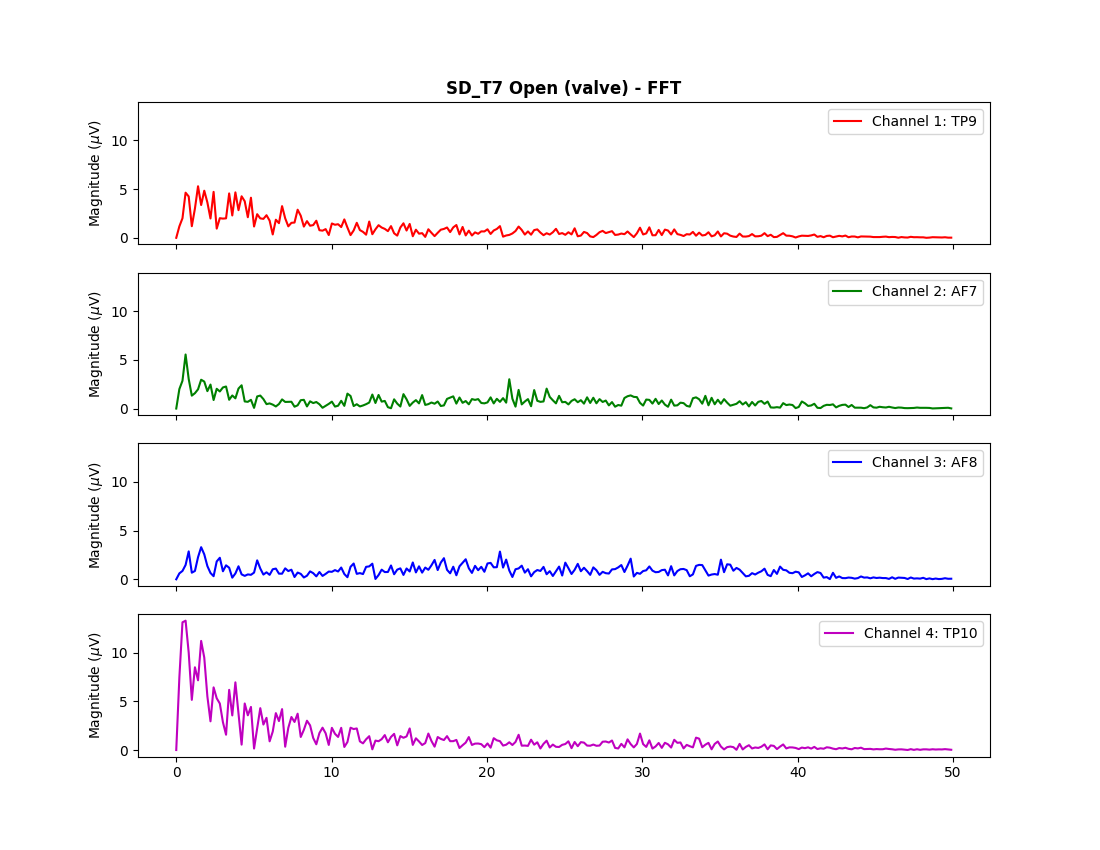 SD_T7 Open (valve) - FFT
Magnitude (μV)
10
5
0
Channel 1: TP9
Magnitude (μV)
10
5
0
Channel 2: AF7
Magnitude (μV)
10
5
0
Channel 3: AF8
Magnitude (μV)
10
5
0
Channel 4: TP10
0 10 20 30 40 50